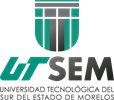 UTSEM
UNIVERSIDAD TECNOLÓGICA DEL
SUR DEL ESTADO DE MORELOS